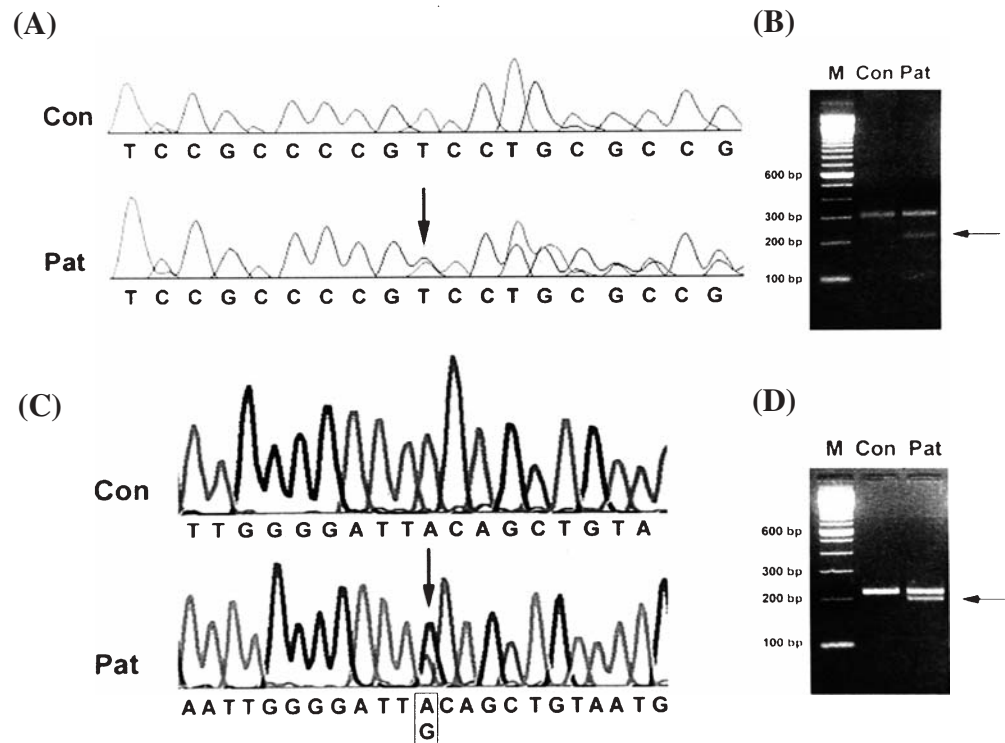 (A)
Con
T C C G C C C C G T C C T G C G C C G
Pat
T C C G C C C C G T C C T G C G C C G
(B)
M Con Pat
600 bp
300 bp
200 bp
100 bp
(C)
Con
T T G G G G A T T A C A G C T G T A
Pat
A A T T G G G G A T T A C A G C T G T A A T G
G
(D)
M Con Pat
600 bp
300 bp
200 bp
100 bp